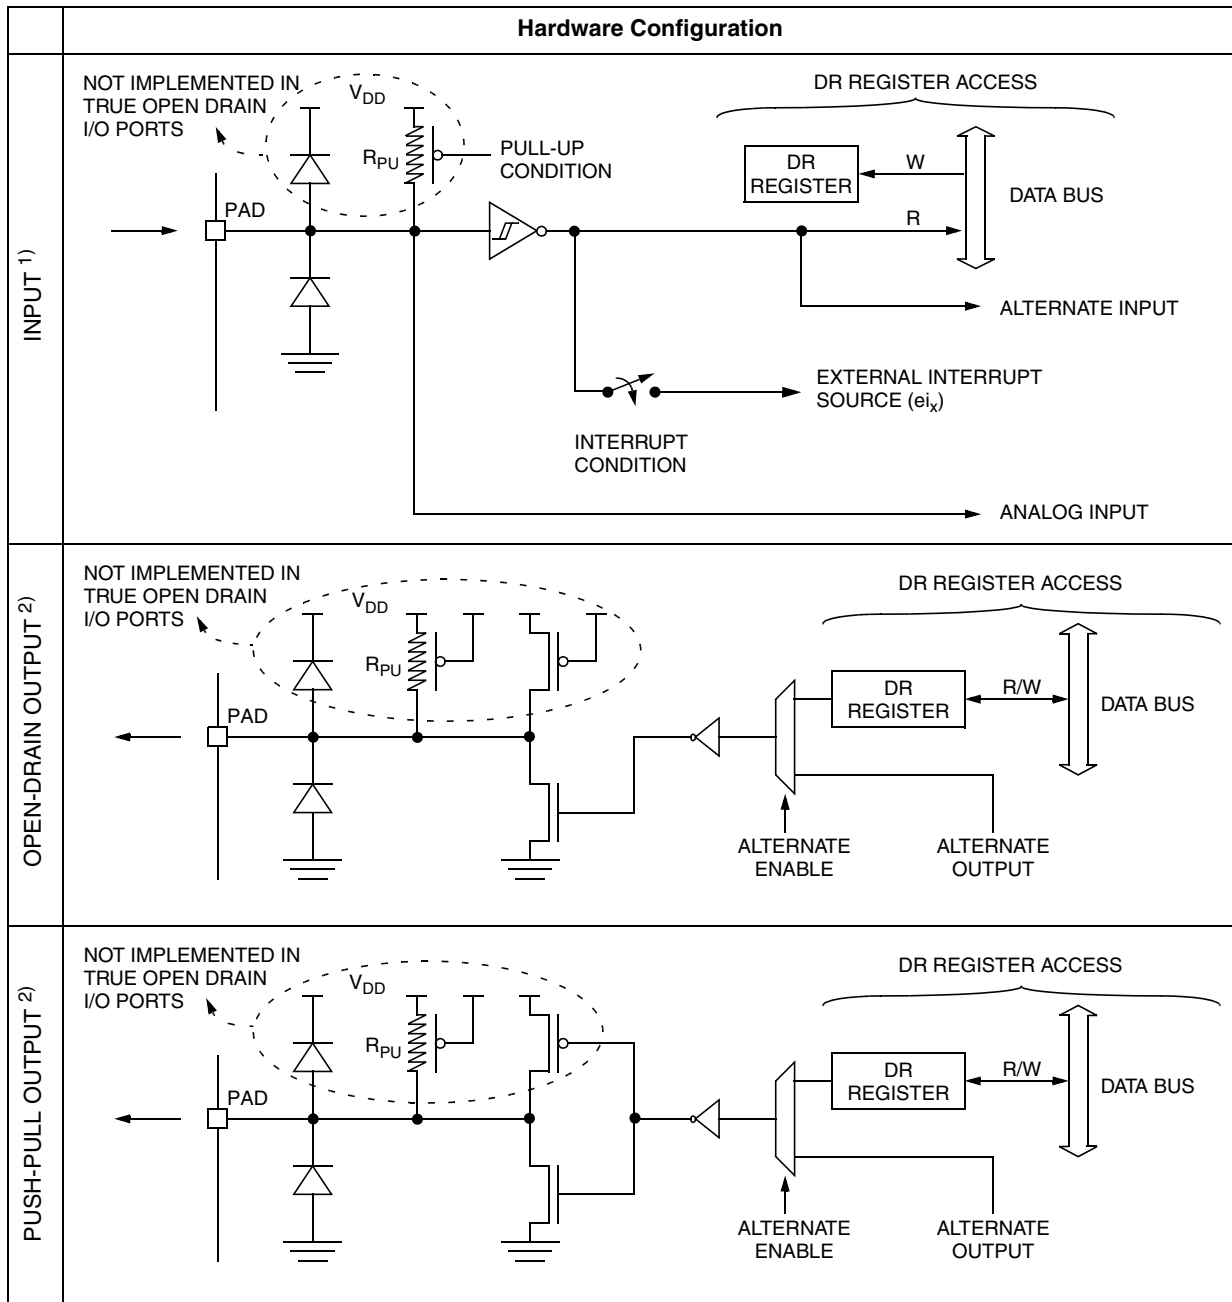 Hardware Configuration
INPUT 1)
NOT IMPLEMENTED IN
TRUE OPEN DRAIN
I/O PORTS
VDD
RPU
PULL-UP
CONDITION
PAD
DR REGISTER ACCESS
DR
REGISTER
W
R
DATA BUS
ALTERNATE INPUT
EXTERNAL INTERRUPT
SOURCE (eix)
INTERRUPT
CONDITION
ANALOG INPUT
OPEN-DRAIN OUTPUT 2)
NOT IMPLEMENTED IN
TRUE OPEN DRAIN
I/O PORTS
VDD
RPU
PAD
DR REGISTER ACCESS
DR
REGISTER
R/W
DATA BUS
ALTERNATE
ENABLE
ALTERNATE
OUTPUT
PUSH-PULL OUTPUT 2)
NOT IMPLEMENTED IN
TRUE OPEN DRAIN
I/O PORTS
VDD
RPU
PAD
DR REGISTER ACCESS
DR
REGISTER
R/W
DATA BUS
ALTERNATE
ENABLE
ALTERNATE
OUTPUT